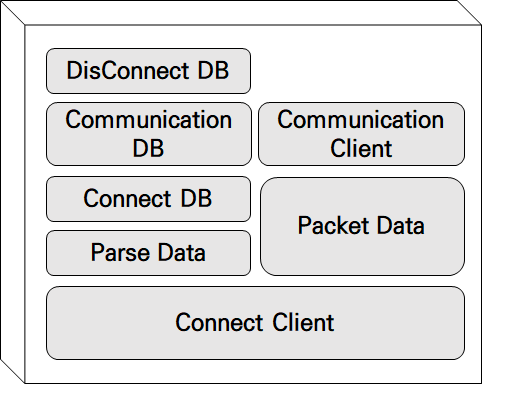 DisConnect DB
Communication
DB
Communication
Client
Connect DB
Packet Data
Parse Data
Connect Client